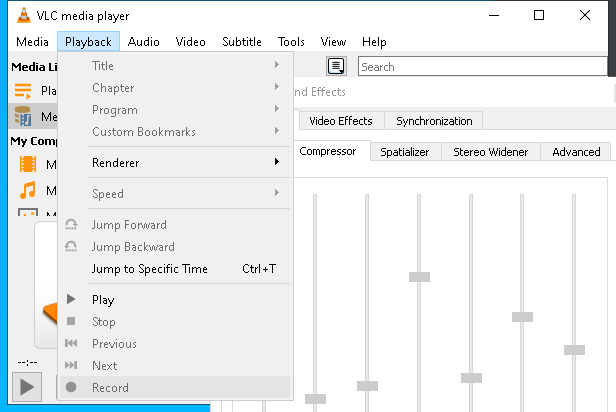 VLC media player
Media Playback Audio Video Subtitle Tools View Help
Media Li
Pla
Me
My Comp
M
M
M
Title
Chapter
Program
Custom Bookmarks
Renderer
Speed
Jump Forward
Jump Backward
Jump to Specific Time Ctrl+T
Play
Stop
Previous
Next
Record
Search
nd Effects
Video Effects Synchronization
Compressor Spatializer Stereo Widener Advanced
--:--